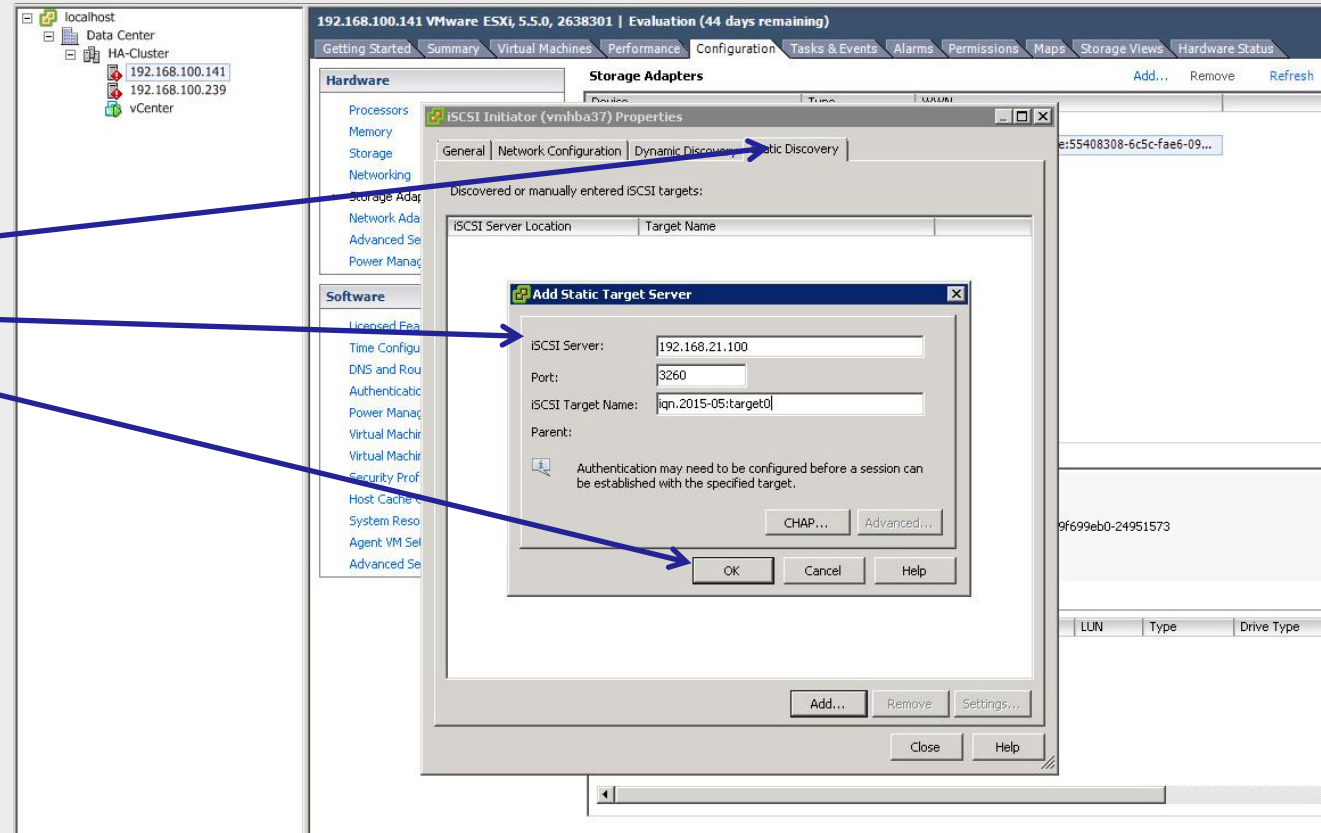 localhost
Data Center
HA-Cluster
192.168.100.141
192.168.100.239
vCenter
192.168.100.141 VMware ESXi, 5.5.0, 2638301 | Evaluation (44 days remaining)
Getting Started Summary Virtual Machines Performance Configuration Tasks & Events Alarms Permissions Maps Storage Views Hardware Status
Hardware
Processors
Memory
Storage
Networking
Storage Adap
Network Ada
Advanced Se
Power Manag
Software
Licensed Fea
Time Configu
DNS and Rou
Authenticatic
Power Manag
Virtual Machin
Virtual Machin
Security Prof
Host Cache C
System Reso
Agent VM Set
Advanced Se
Storage Adapters
Add... Remove Refresh
Device Type WWN
e:55408308-6c5c-fae6-09...
iSCSI Initiator (vmhba37) Properties
General Network Configuration Dynamic Discovery Static Discovery
Discovered or manually entered iSCSI targets:
iSCSI Server Location Target Name
Add Static Target Server
iSCSI Server: 192.168.21.100
Port: 3260
iSCSI Target Name: iqn.2015-05:target0
Parent:
Authentication may need to be configured before a session can
be established with the specified target.
CHAP... Advanced...
OK Cancel Help
9f699eb0-24951573
LUN Type Drive Type
Add... Remove Settings...
Close Help